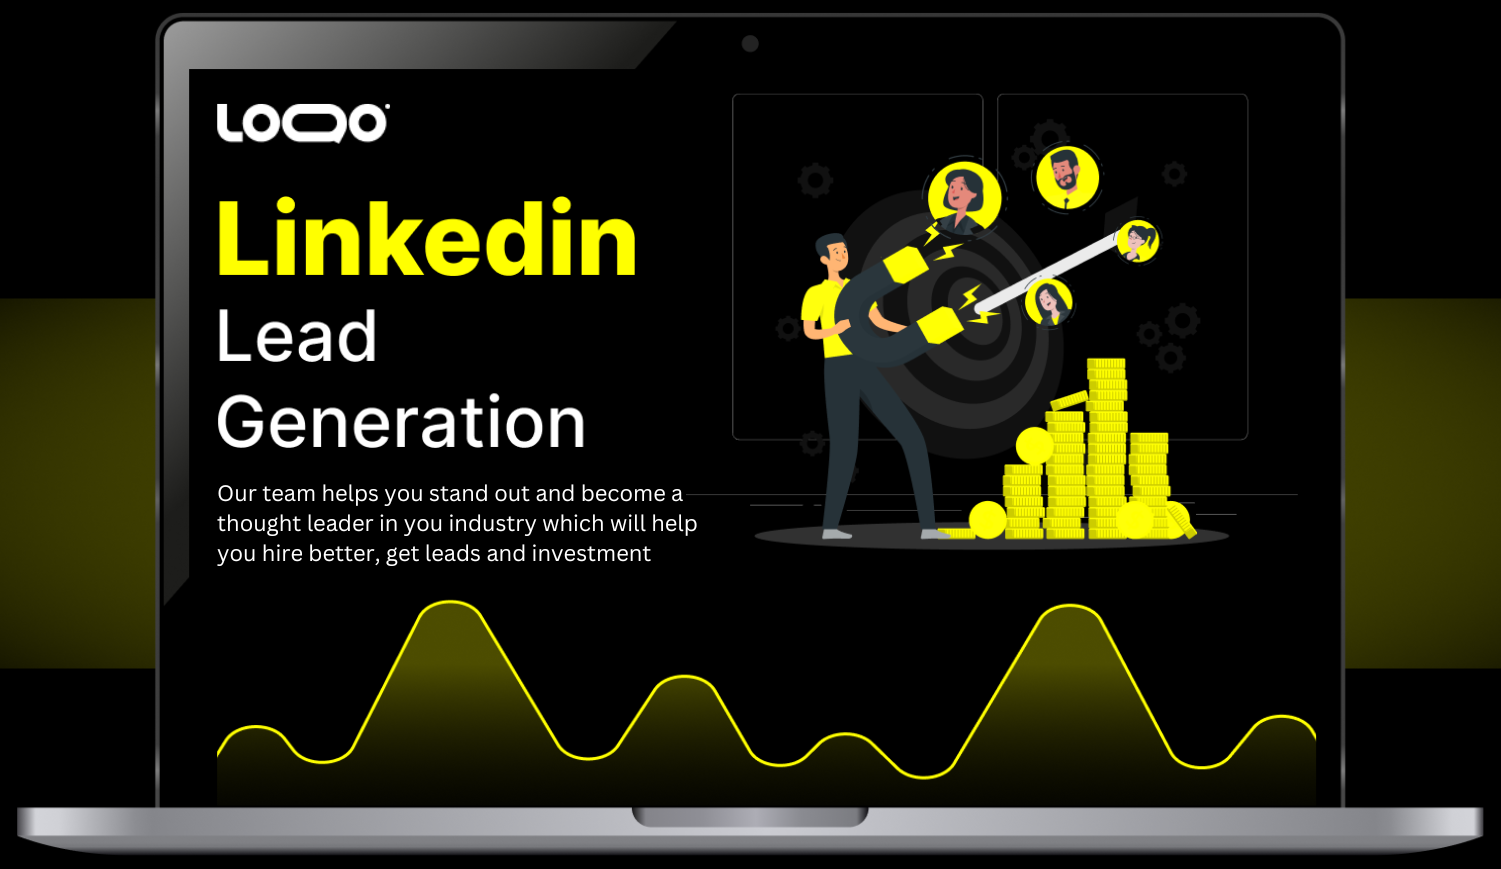 LOQO
Linkedin
Lead
Generation
Our team helps you stand out and become a
thought leader in you industry which will help
you hire better, get leads and investment